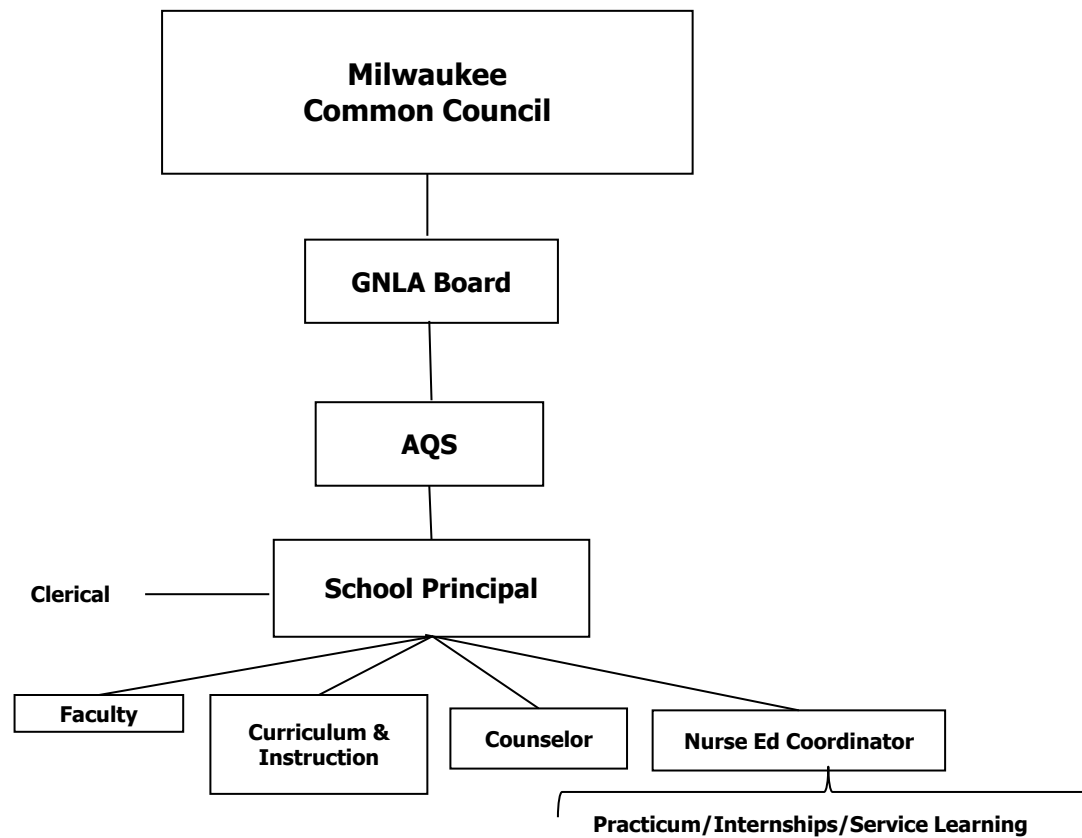 Milwaukee
Common Council
GNLA Board
AQS
Clerical
School Principal
Faculty
Curriculum &
Instruction
Counselor
Nurse Ed Coordinator
Practicum/Internships/Service Learning